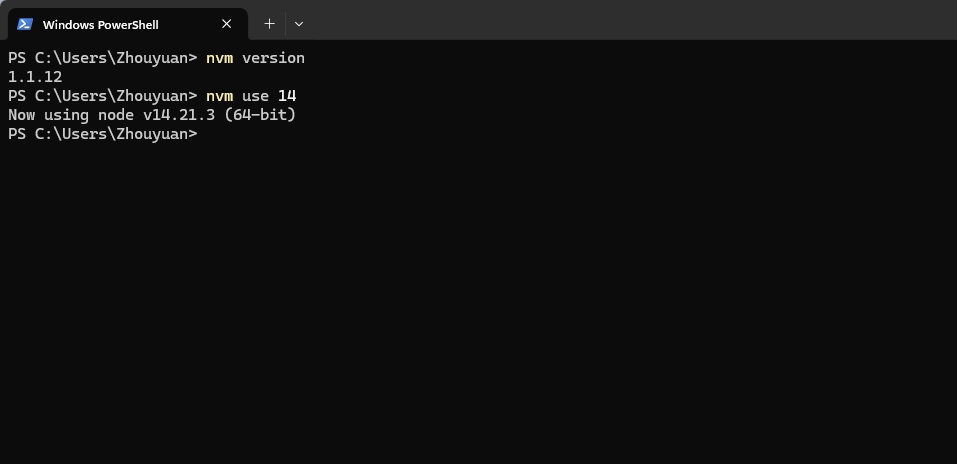 Windows PowerShell
PS C:\Users\Zhouyuan> nvm version
1.1.12
PS C:\Users\Zhouyuan> nvm use 14
Now using node v14.21.3 (64-bit)
PS C:\Users\Zhouyuan>